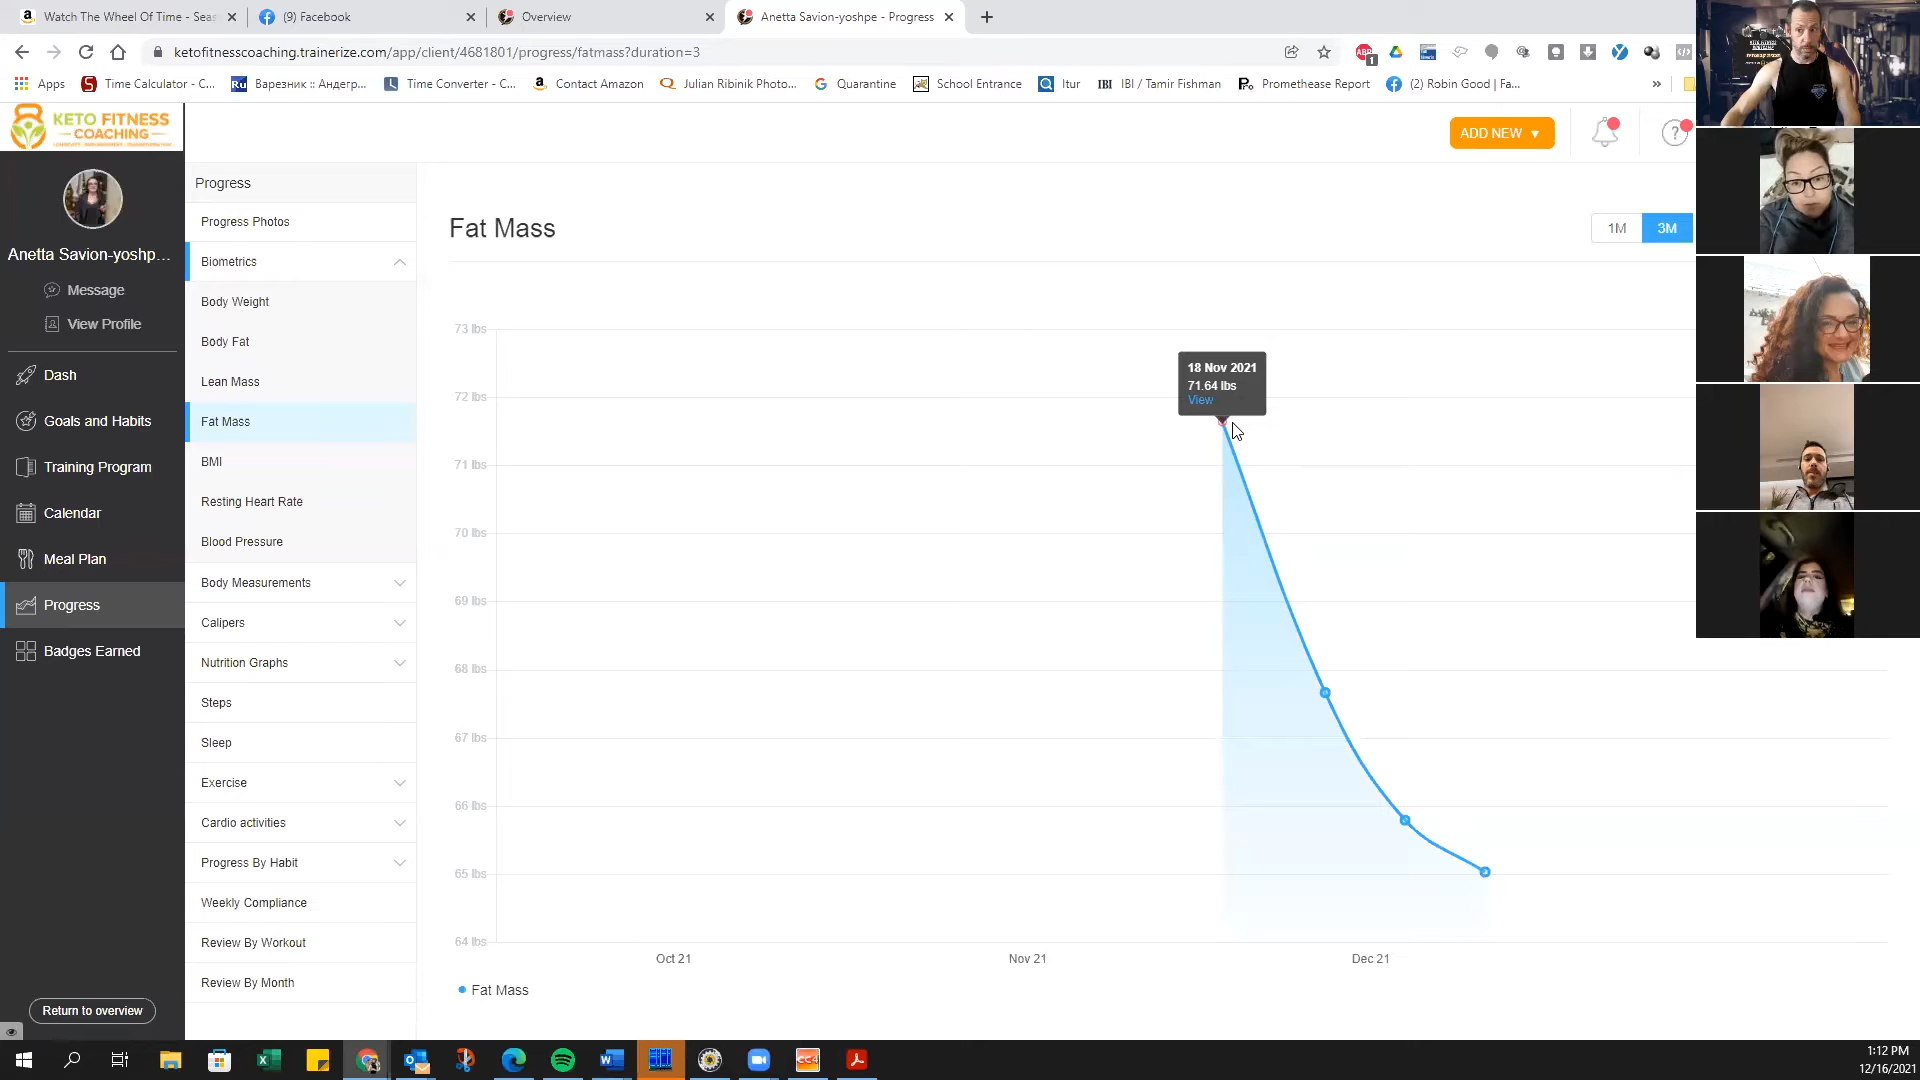 Watch The Wheel Of Time - Seas
(9) Facebook
Overview
Anetta Savion-yoshpe - Progress
ketofitnesscoaching.trainerize.com/app/client/4681801/progress/fatmass?duration=3
Apps
Time Calculator - C...
Варезник :: Андегр...
Time Converter - C...
Contact Amazon
Julian Ribinik Photo...
Quarantine
School Entrance
Itur
IBI / Tamir Fishman
Promethease Report
(2) Robin Good | Fa...
KETO FITNESS
COACHING
ADD NEW
Anetta Savion-yoshp...
Message
View Profile
Dash
Goals and Habits
Training Program
Calendar
Meal Plan
Progress
Badges Earned
Return to overview
Progress
Progress Photos
Biometrics
Body Weight
Body Fat
Lean Mass
Fat Mass
BMI
Resting Heart Rate
Blood Pressure
Body Measurements
Calipers
Nutrition Graphs
Steps
Sleep
Exercise
Cardio activities
Progress By Habit
Weekly Compliance
Review By Workout
Review By Month
Fat Mass
1M
3M
73 lbs
72 lbs
71 lbs
70 lbs
69 lbs
68 lbs
67 lbs
66 lbs
65 lbs
64 lbs
18 Nov 2021
71.64 lbs
View
Oct 21
Nov 21
Dec 21
Fat Mass
1:12 PM
12/16/2021